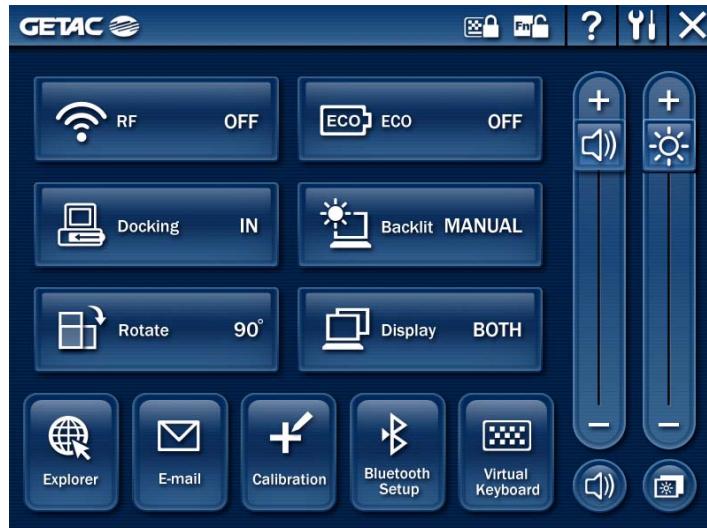 GETAC
Fn
?
RF OFF
ECO ECO OFF
Docking IN
Backlit MANUAL
Rotate 90°
Display BOTH
Explorer
E-mail
Calibration
Bluetooth
Setup
Virtual
Keyboard
+
+
-
-